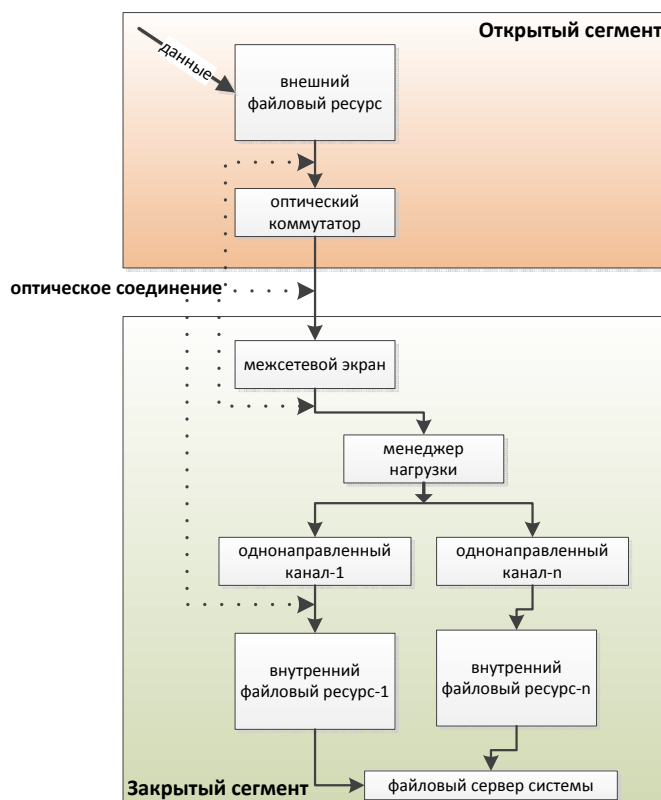 Открытый сегмент
данные
внешний
файловый ресурс
оптический
коммутатор
оптическое соединение
межсетевой экран
менеджер
нагрузки
однонаправленный
канал-1
однонаправленный
канал-n
внутренний
файловый ресурс-1
внутренний
файловый ресурс-n
Закрытый сегмент
файловый сервер системы